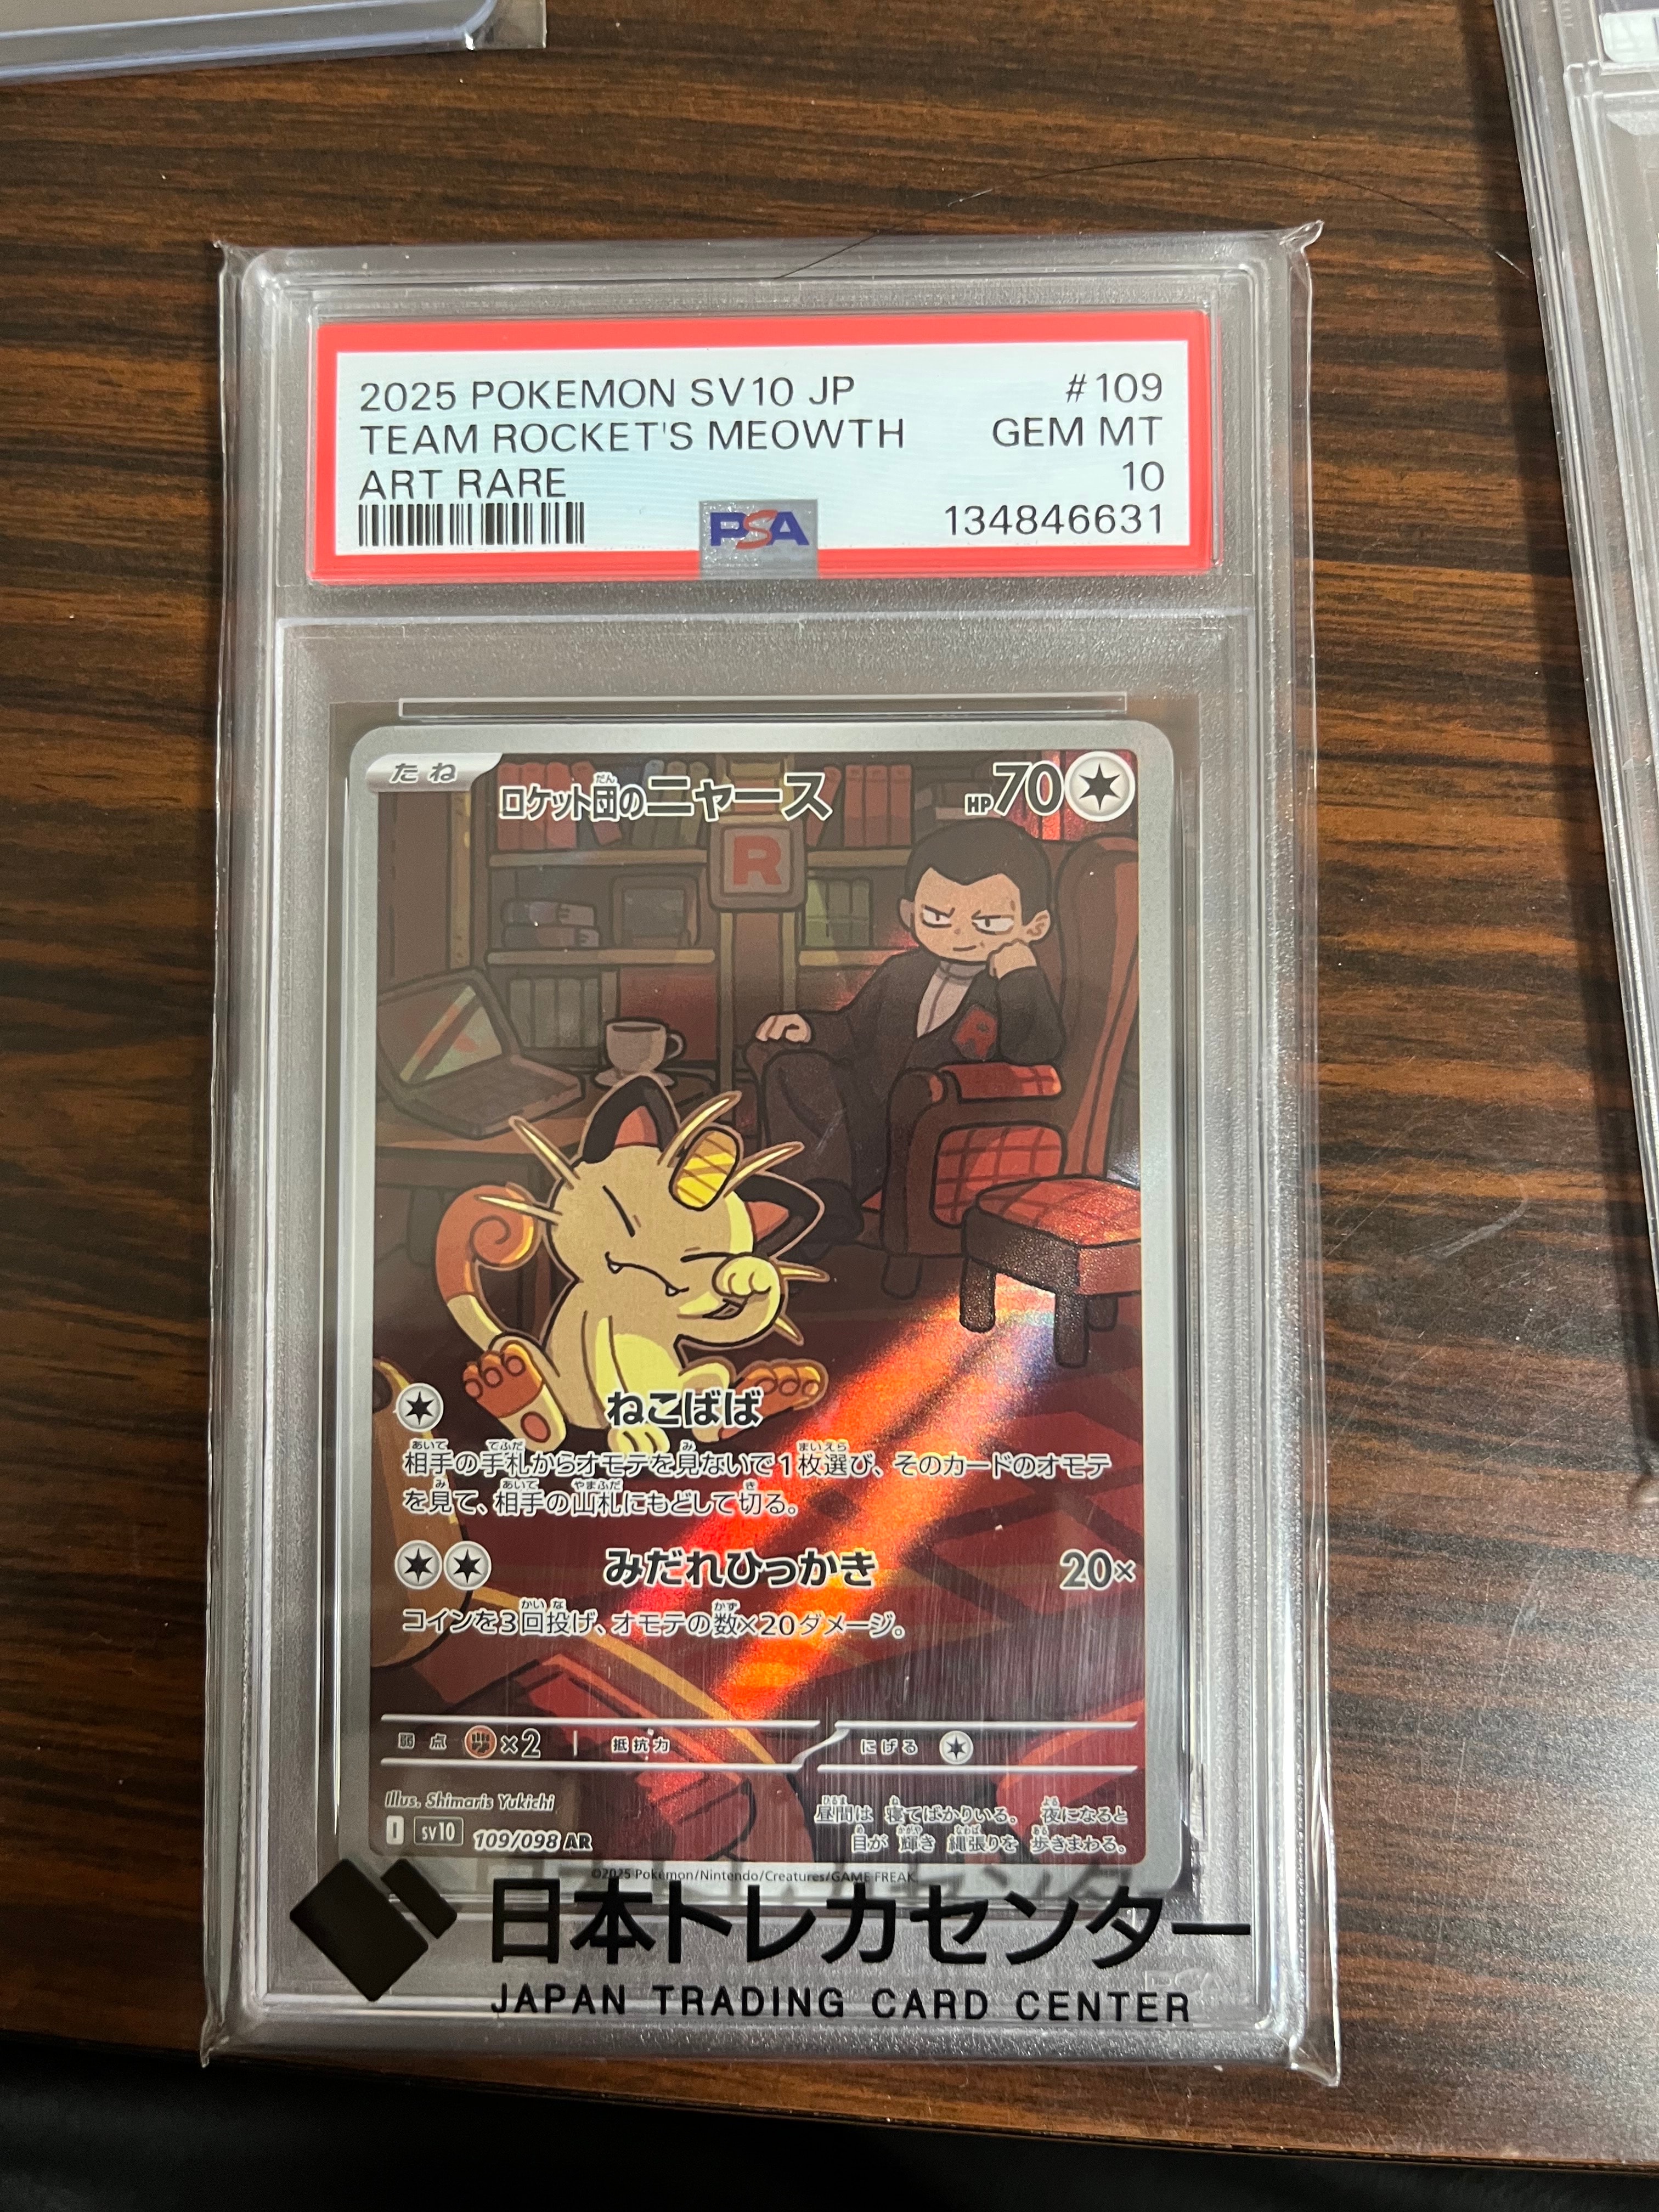 2025 POKEMON SV10 JP #109
TEAM ROCKET'S MEOWTH GEM MT
ART RARE 10
PSA 134846631
たね ロケット団のニャース HP70
だん
R
R
ねこばば
相手の手札からオモテを見ないで1枚選び、そのカードのオモテ
を見て、相手の山札にもどして切る。
みだれひっかき 20×
コインを3回投げ、オモテの数×20ダメージ。
弱点 ×2 抵抗力 にげる
Illus. Shimaris Yukichi
昼間は 寝てばかりいる。 夜になると
目が 輝き 縄張りを 歩きまわる。
I SV10 109/098 AR
©2025 Pokémon/Nintendo/Creatures/GAME FREAK.
日本トレカセンター
JAPAN TRADING CARD CENTER